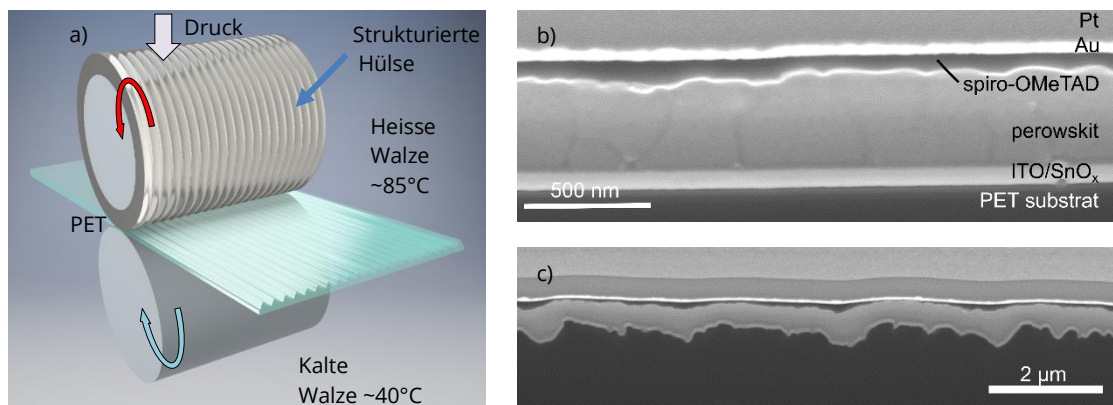 a)
Druck
Strukturierte
Hülse
Heisse
Walze
~85°C
PET
Kalte
Walze ~40°C
b)
Pt
Au
spiro-OMeTAD
perowskit
ITO/SnOx
500 nm
PET substrat
c)
2 µm